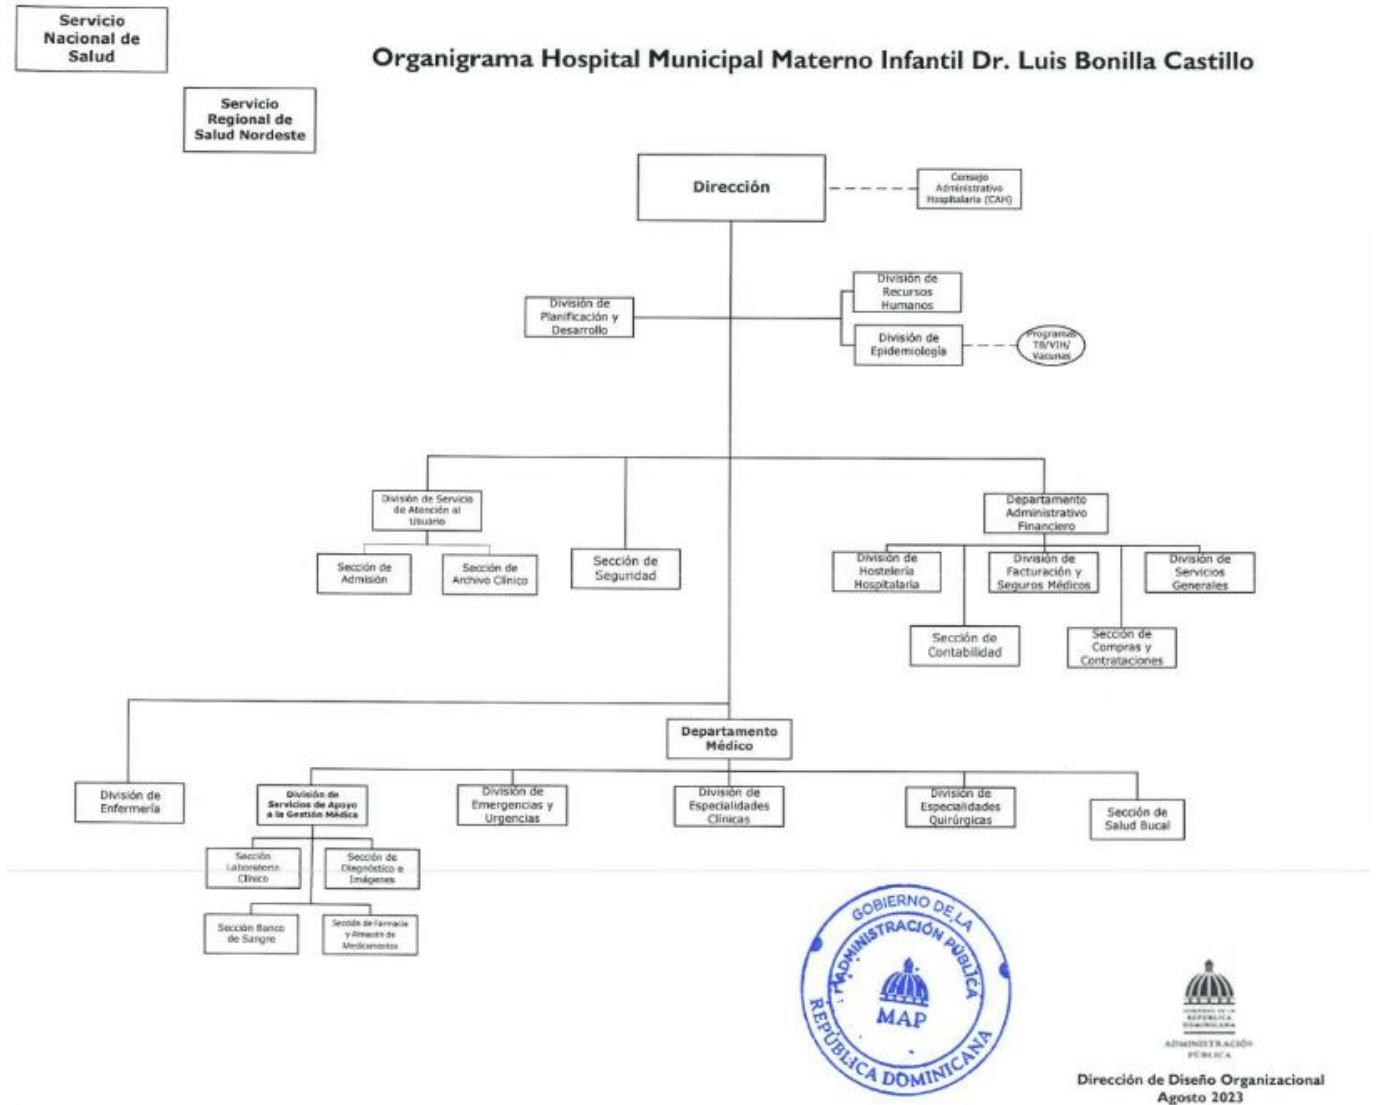 Servicio
Nacional de
Salud
Organigrama Hospital Municipal Materno Infantil Dr. Luis Bonilla Castillo
Servicio
Regional de
Salud Nordeste
Dirección
Consejo
Administrativo
Hospitalaria (CAH)
División de
Recursos
Humanos
División de
Planificación y
Desarrollo
División de
Epidemiología
Programas
TB/VIH/
Vacunas
División de Servicio
de Atención al
Usuario
Departamento
Administrativo
Financiero
Sección de
Admisión
Sección de
Archivo Clínico
Sección de
Seguridad
División de
Hostelería
Hospitalaria
División de
Facturación y
Seguros Médicos
División de
Servicios
Generales
Sección de
Contabilidad
Sección de
Compras y
Contrataciones
Departamento
Médico
División de
Enfermería
División de
Servicios de Apoyo
a la Gestión Médica
División de
Emergencias y
Urgencias
División de
Especialidades
Clínicas
División de
Especialidades
Quirúrgicas
Sección de
Salud Bucal
Sección
Laboratorio
Clínico
Sección de
Diagnóstico e
Imágenes
Sección Banco
de Sangre
Sección de Farmacia
y Almacén de
Medicamentos
GOBIERNO DE LA
REPÚBLICA DOMINICANA
ADMINISTRACIÓN PÚBLICA
MAP
GOBIERNO DE LA
REPÚBLICA
DOMINICANA
ADMINISTRACIÓN
PÚBLICA
Dirección de Diseño Organizacional
Agosto 2023